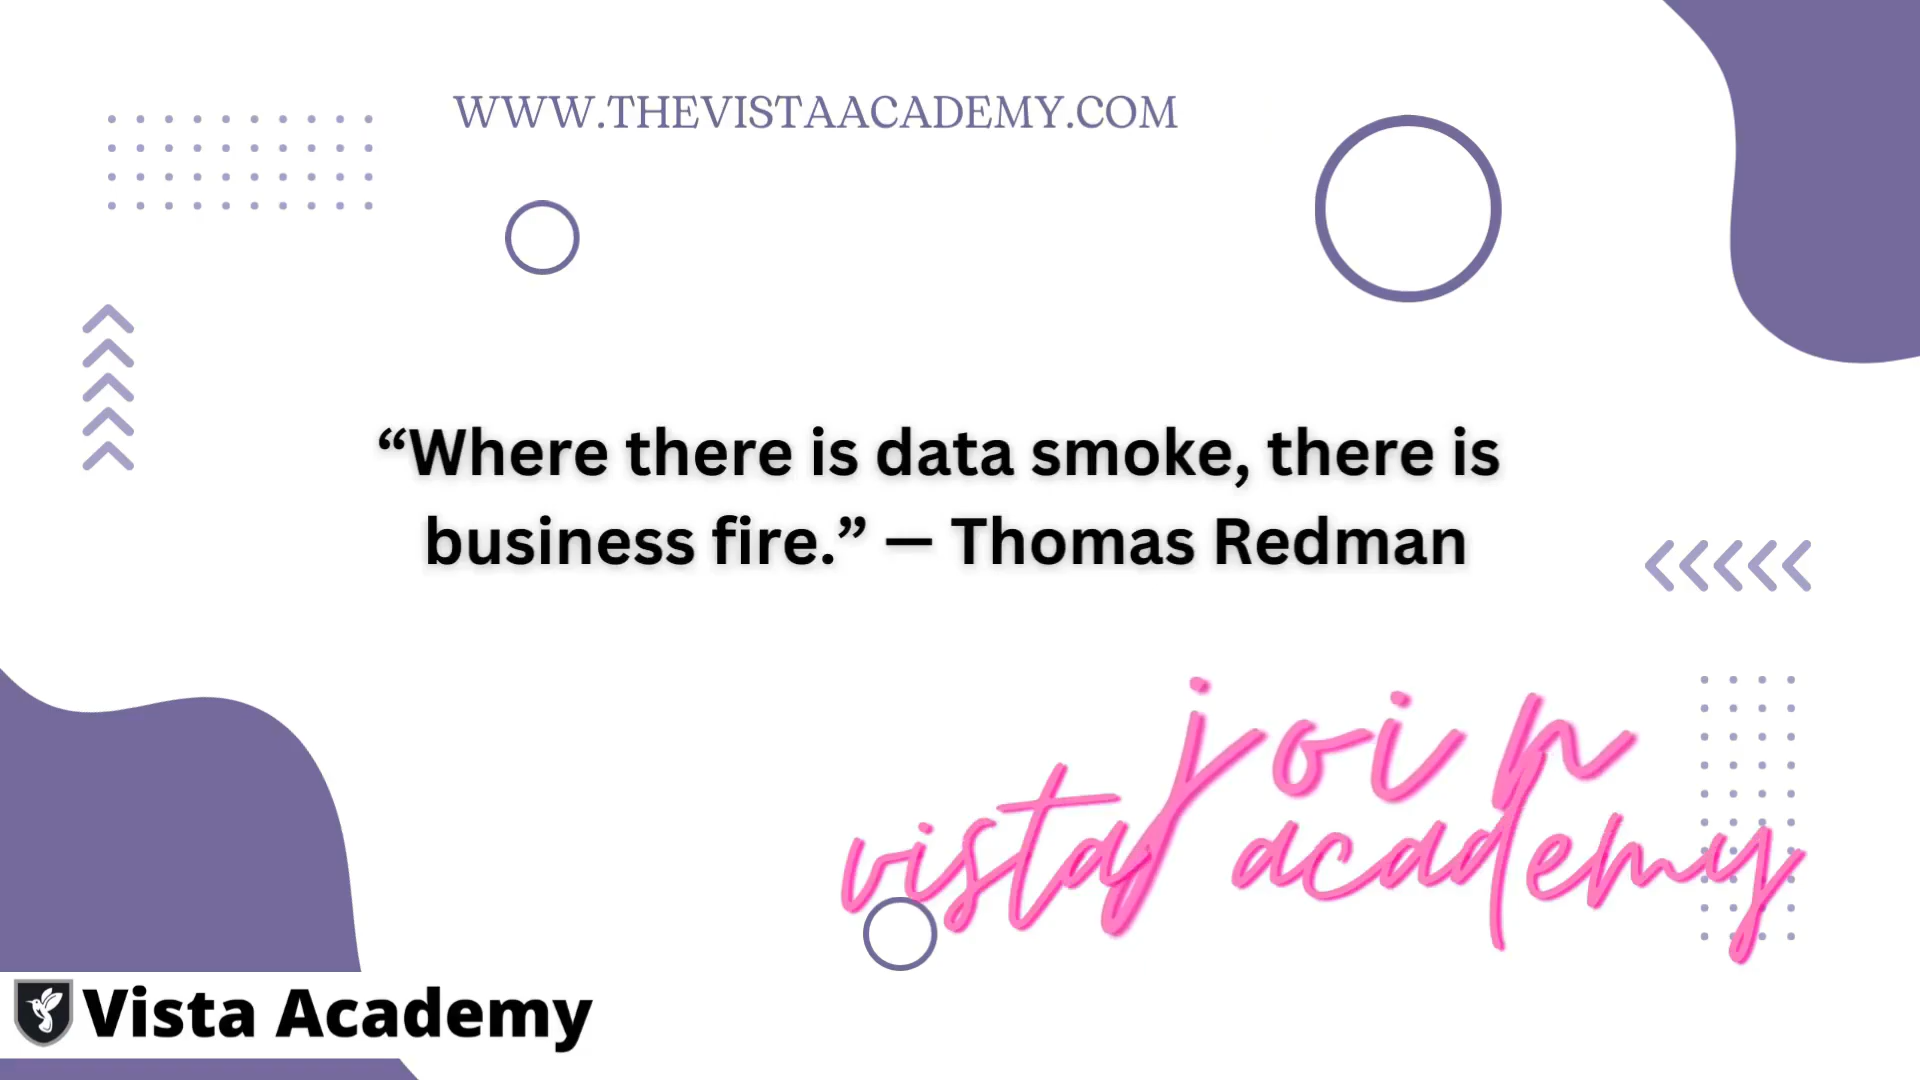 WWW.THEVISTAACADEMY.COM
“Where there is data smoke, there is
business fire.” — Thomas Redman
join
vista academy
Vista Academy